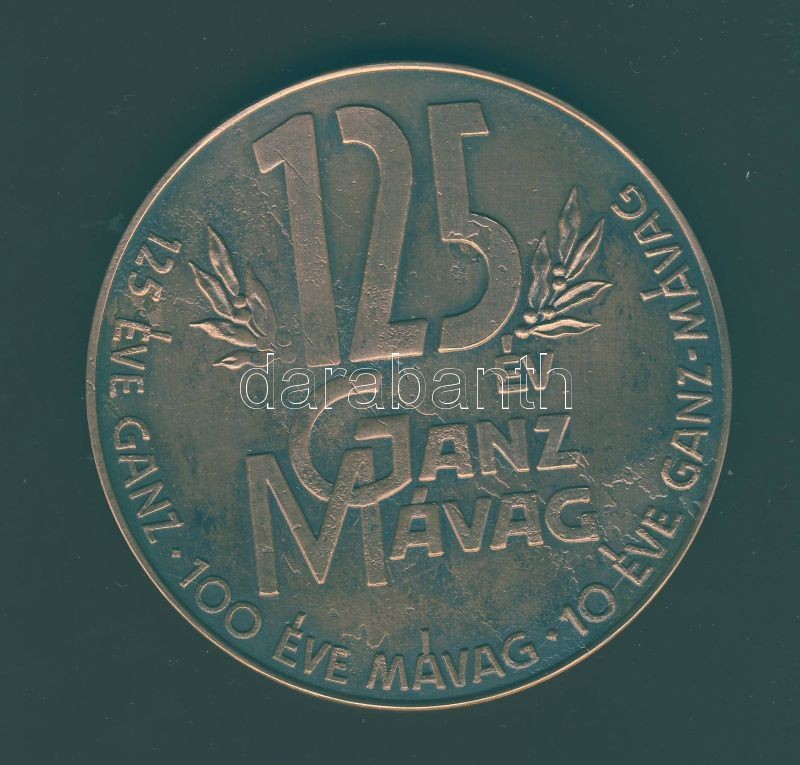 125
ÉV
GANZ
MÁVAG
125 ÉVE GANZ · 100 ÉVE MÁVAG · 10 ÉVE GANZ-MÁVAG
darabanth